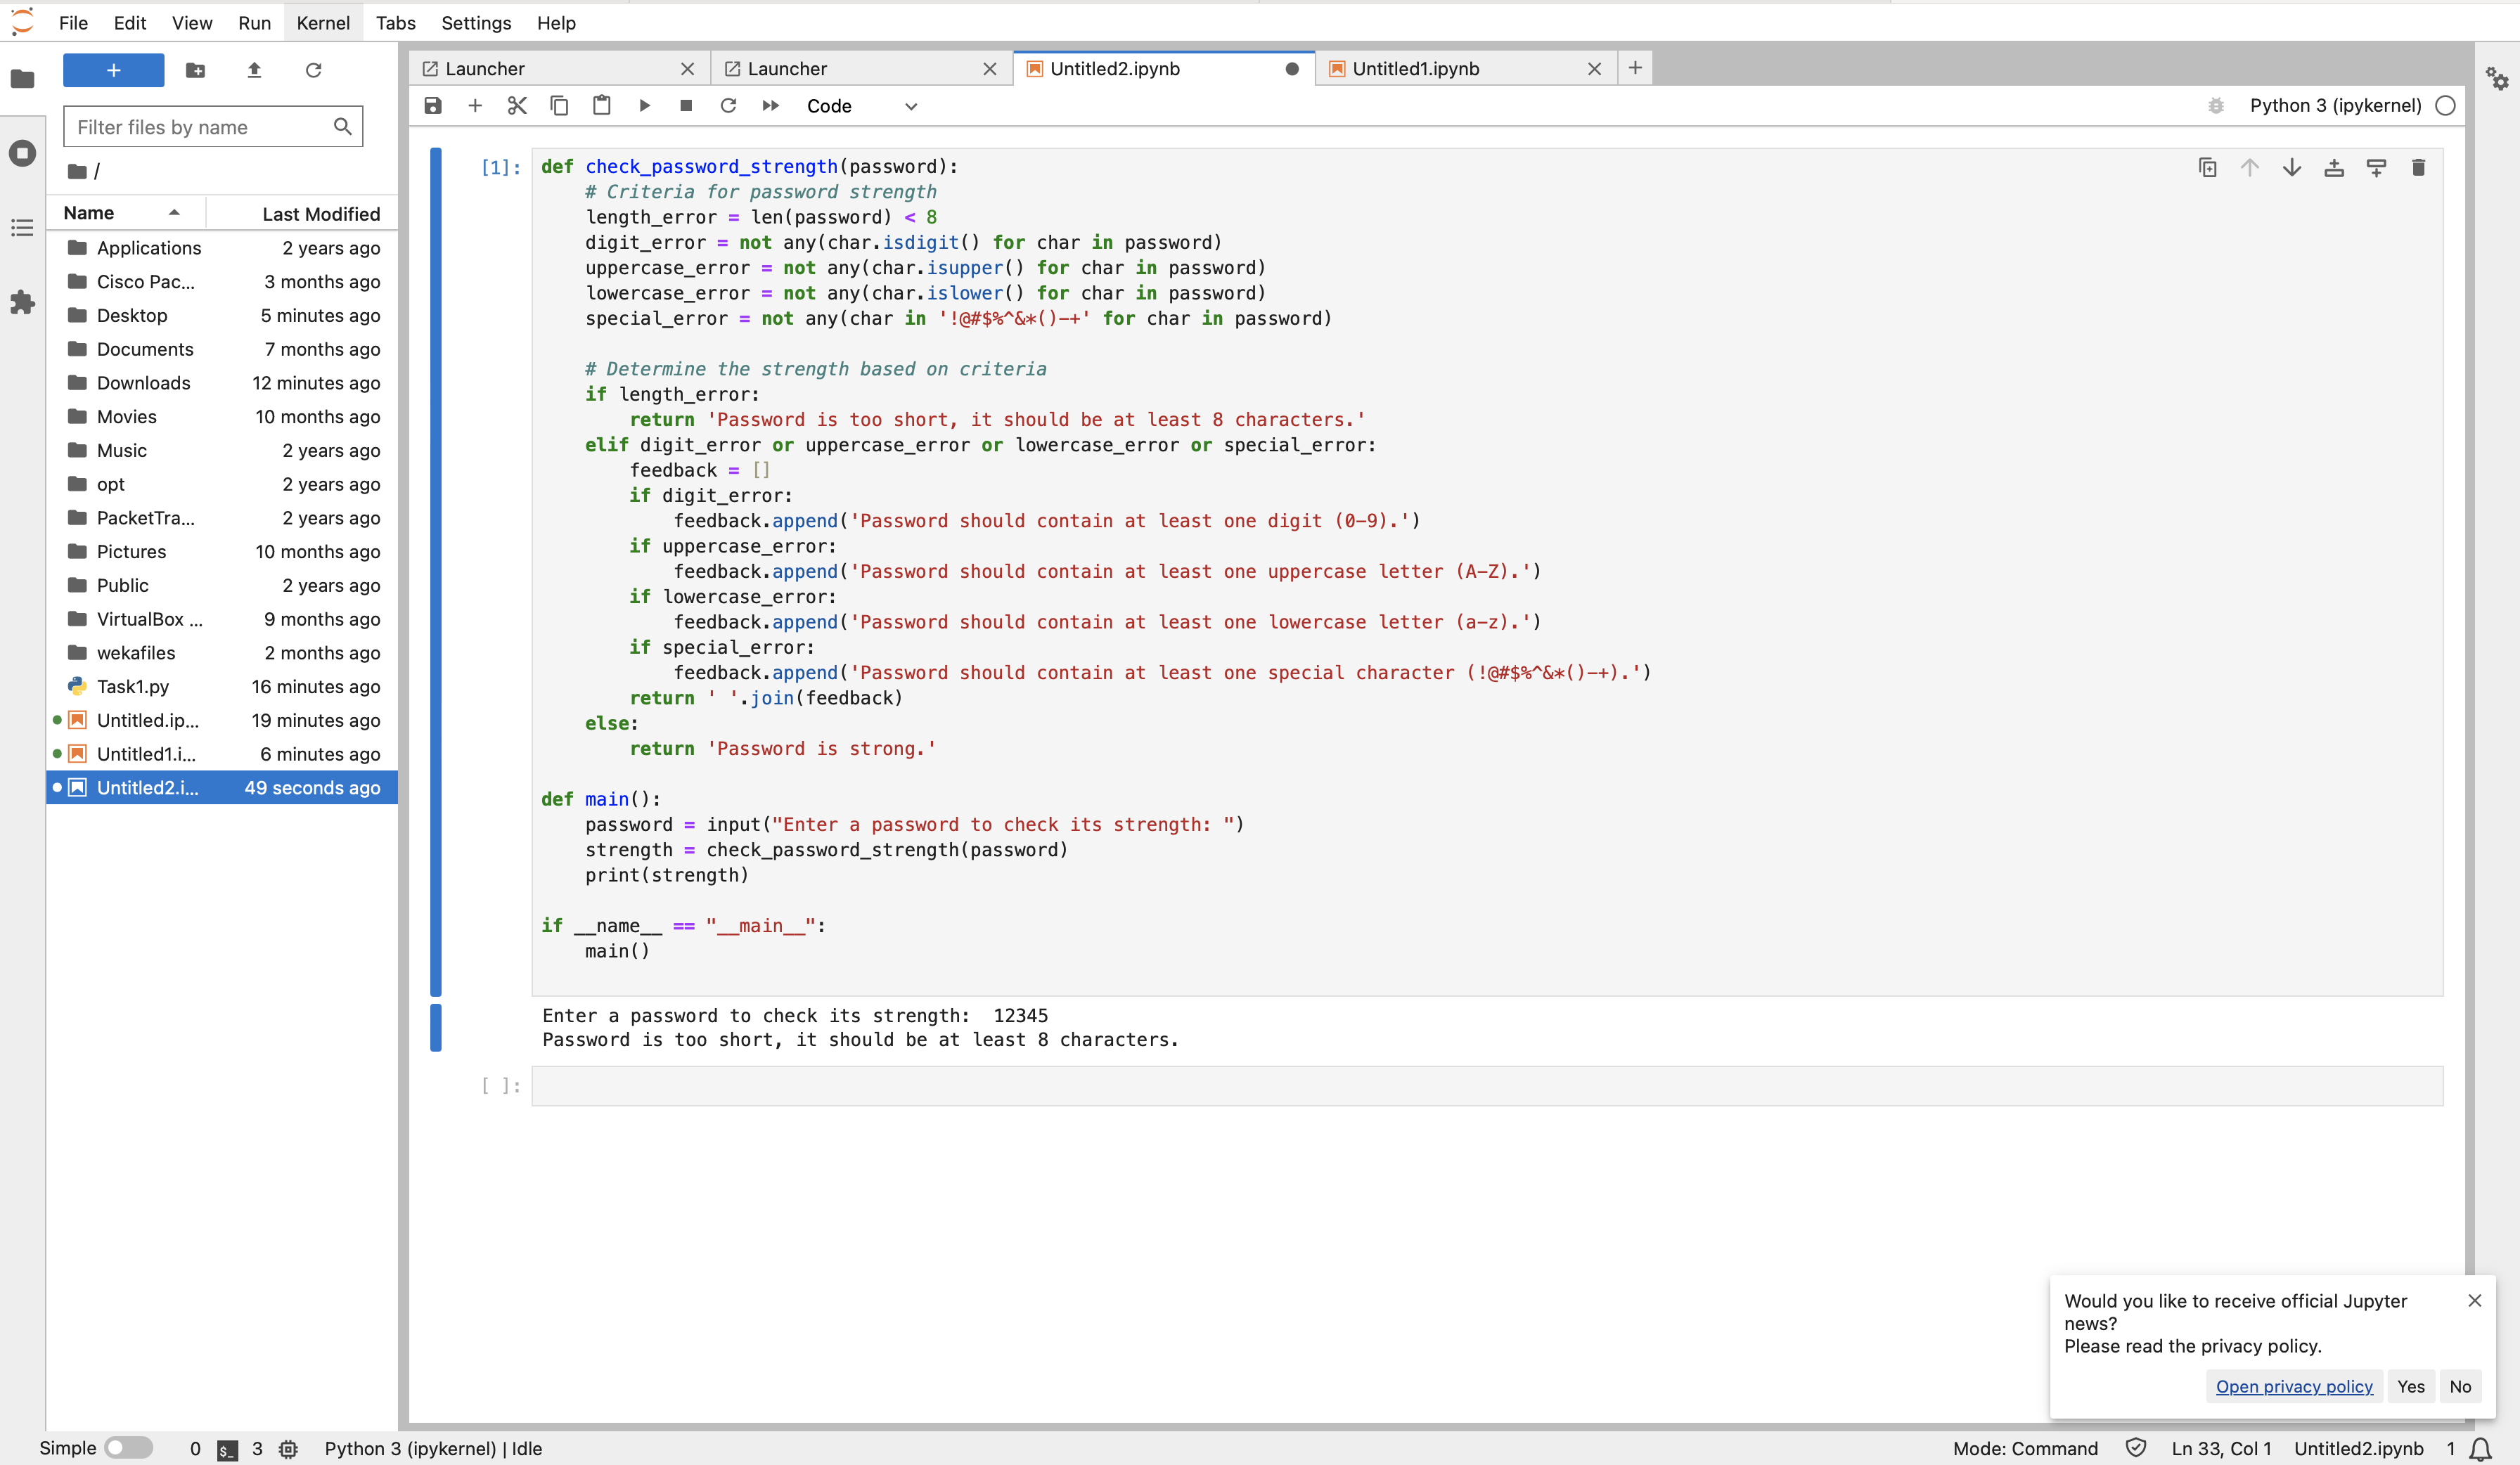 File Edit View Run Kernel Tabs Settings Help
+
Filter files by name
/
Name Last Modified
Applications 2 years ago
Cisco Pac... 3 months ago
Desktop 5 minutes ago
Documents 7 months ago
Downloads 12 minutes ago
Movies 10 months ago
Music 2 years ago
opt 2 years ago
PacketTra... 2 years ago
Pictures 10 months ago
Public 2 years ago
VirtualBox ... 9 months ago
wekafiles 2 months ago
Task1.py 16 minutes ago
Untitled.ip... 19 minutes ago
Untitled1.i... 6 minutes ago
Untitled2.i... 49 seconds ago
Launcher Launcher Untitled2.ipynb Untitled1.ipynb
Code Python 3 (ipykernel)
[1]: def check_password_strength(password):
    # Criteria for password strength
    length_error = len(password) < 8
    digit_error = not any(char.isdigit() for char in password)
    uppercase_error = not any(char.isupper() for char in password)
    lowercase_error = not any(char.islower() for char in password)
    special_error = not any(char in '!@#$%^&*()-+' for char in password)
    # Determine the strength based on criteria
    if length_error:
        return 'Password is too short, it should be at least 8 characters.'
    elif digit_error or uppercase_error or lowercase_error or special_error:
        feedback = []
        if digit_error:
            feedback.append('Password should contain at least one digit (0-9).')
        if uppercase_error:
            feedback.append('Password should contain at least one uppercase letter (A-Z).')
        if lowercase_error:
            feedback.append('Password should contain at least one lowercase letter (a-z).')
        if special_error:
            feedback.append('Password should contain at least one special character (!@#$%^&*()-+).')
        return ' '.join(feedback)
    else:
        return 'Password is strong.'
def main():
    password = input("Enter a password to check its strength: ")
    strength = check_password_strength(password)
    print(strength)
if __name__ == "__main__":
    main()
Enter a password to check its strength:  12345
Password is too short, it should be at least 8 characters.
[ ]:
Would you like to receive official Jupyter
news?
Please read the privacy policy.
Open privacy policy Yes No
Simple 0 $_ 3 Python 3 (ipykernel) | Idle Mode: Command Ln 33, Col 1 Untitled2.ipynb 1